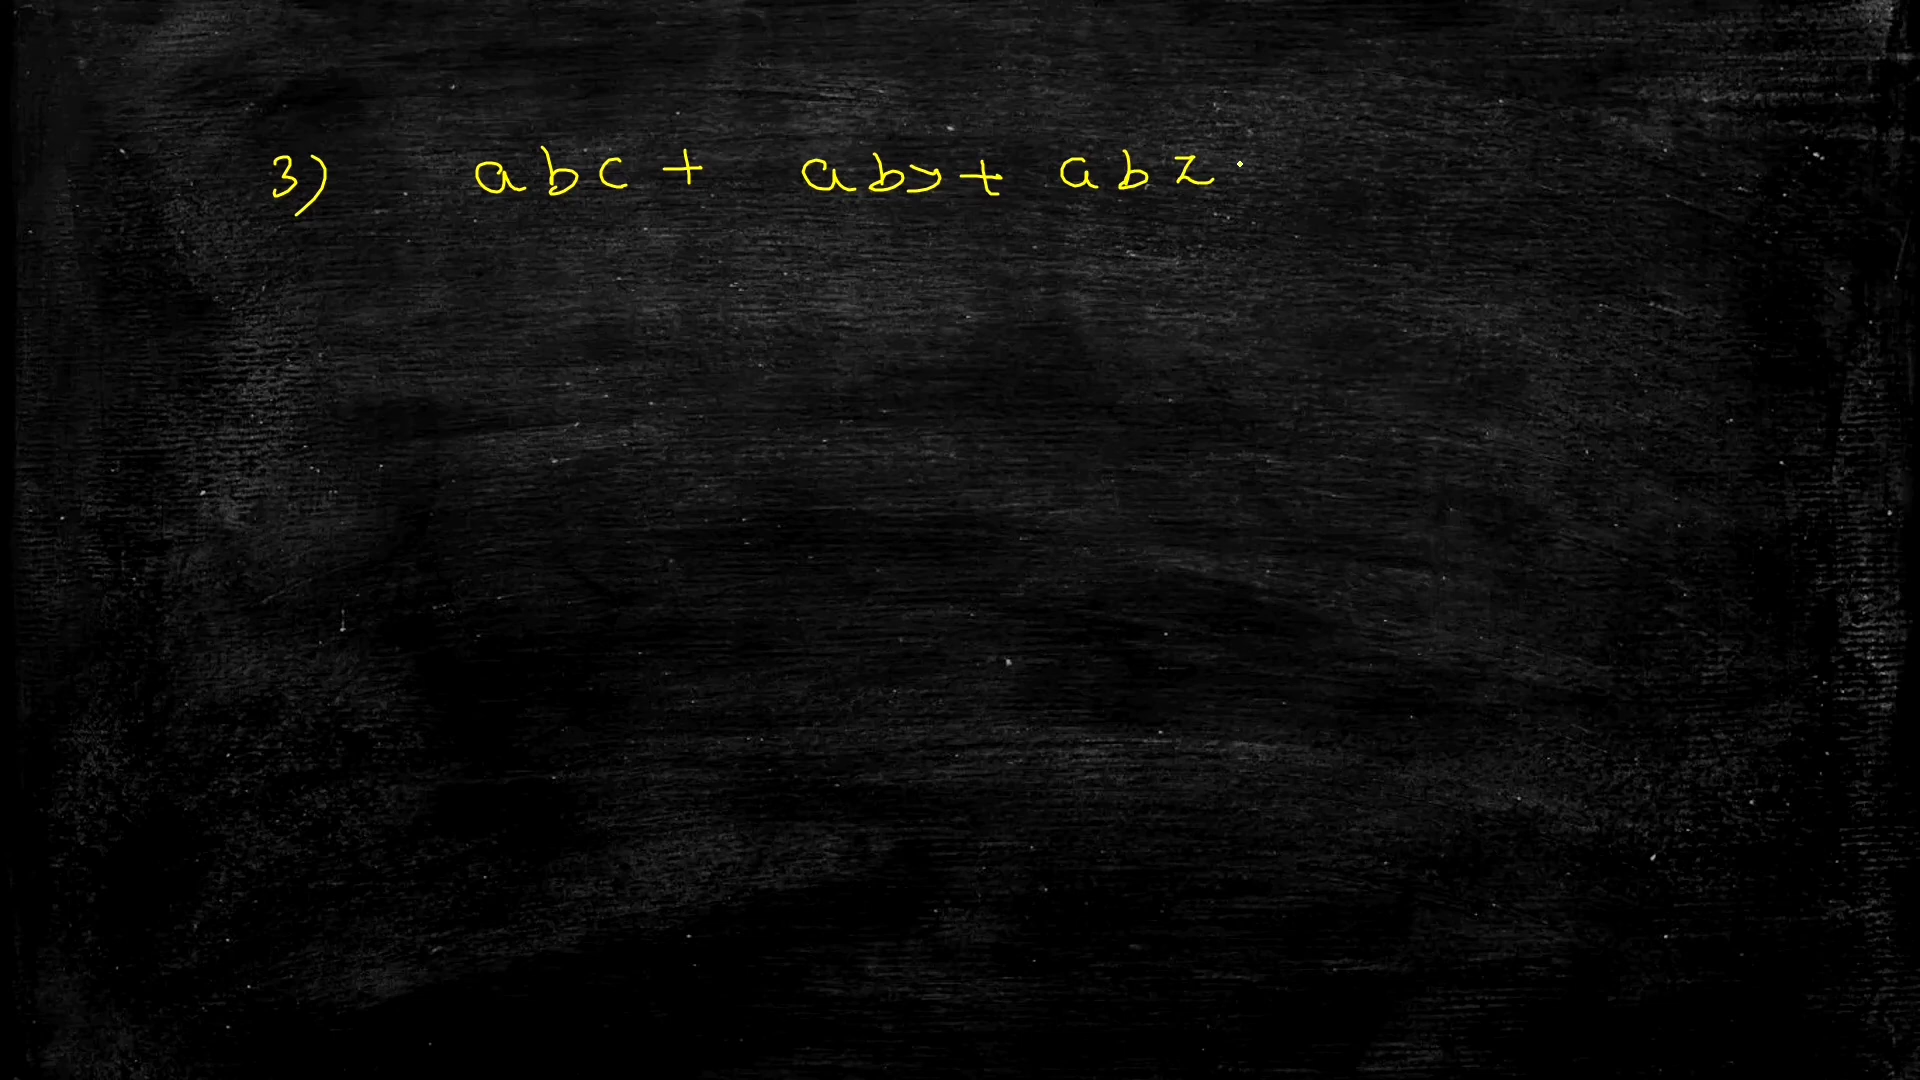 3) abc + aby + abz.